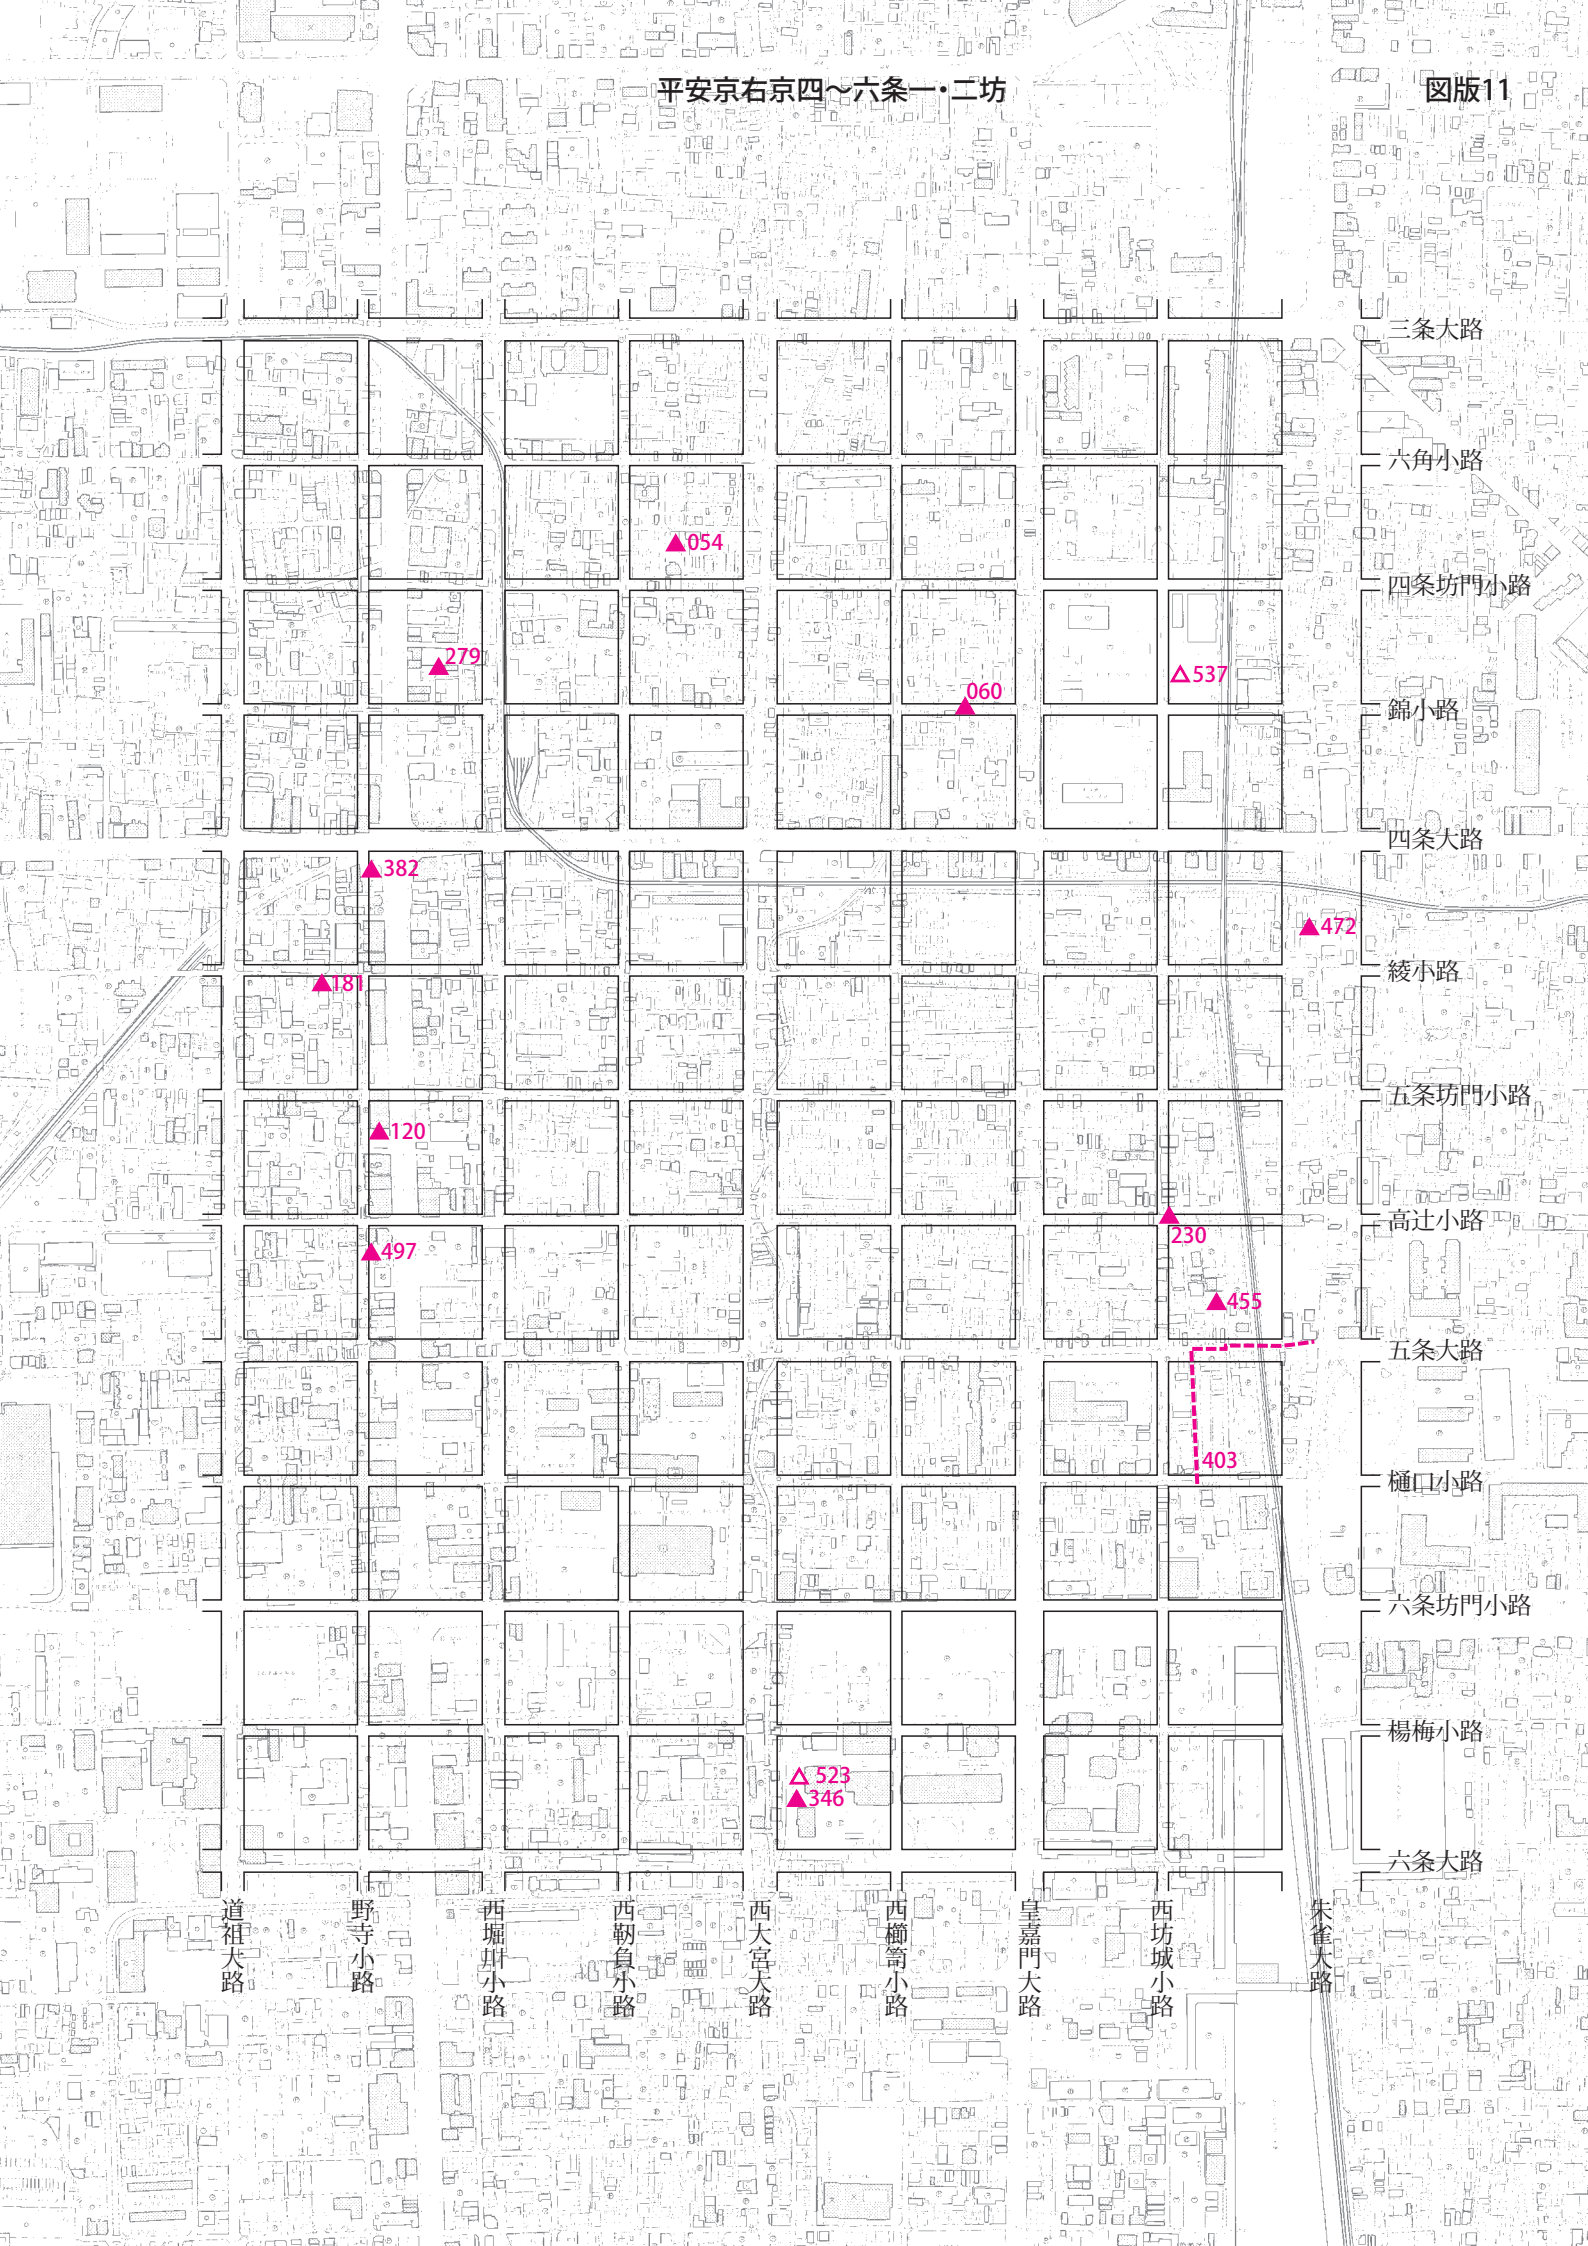 平安京右京四～六条一・二坊
図版11
三条大路
六角小路
054
四条坊門小路
279
537
060
錦小路
四条大路
382
472
綾小路
181
五条坊門小路
120
高辻小路
230
497
455
五条大路
403
樋口小路
六条坊門小路
楊梅小路
523
346
六条大路
道祖大路
野寺小路
西堀川小路
西靭負小路
西大宮大路
西櫛笥小路
皇嘉門大路
西坊城小路
朱雀大路